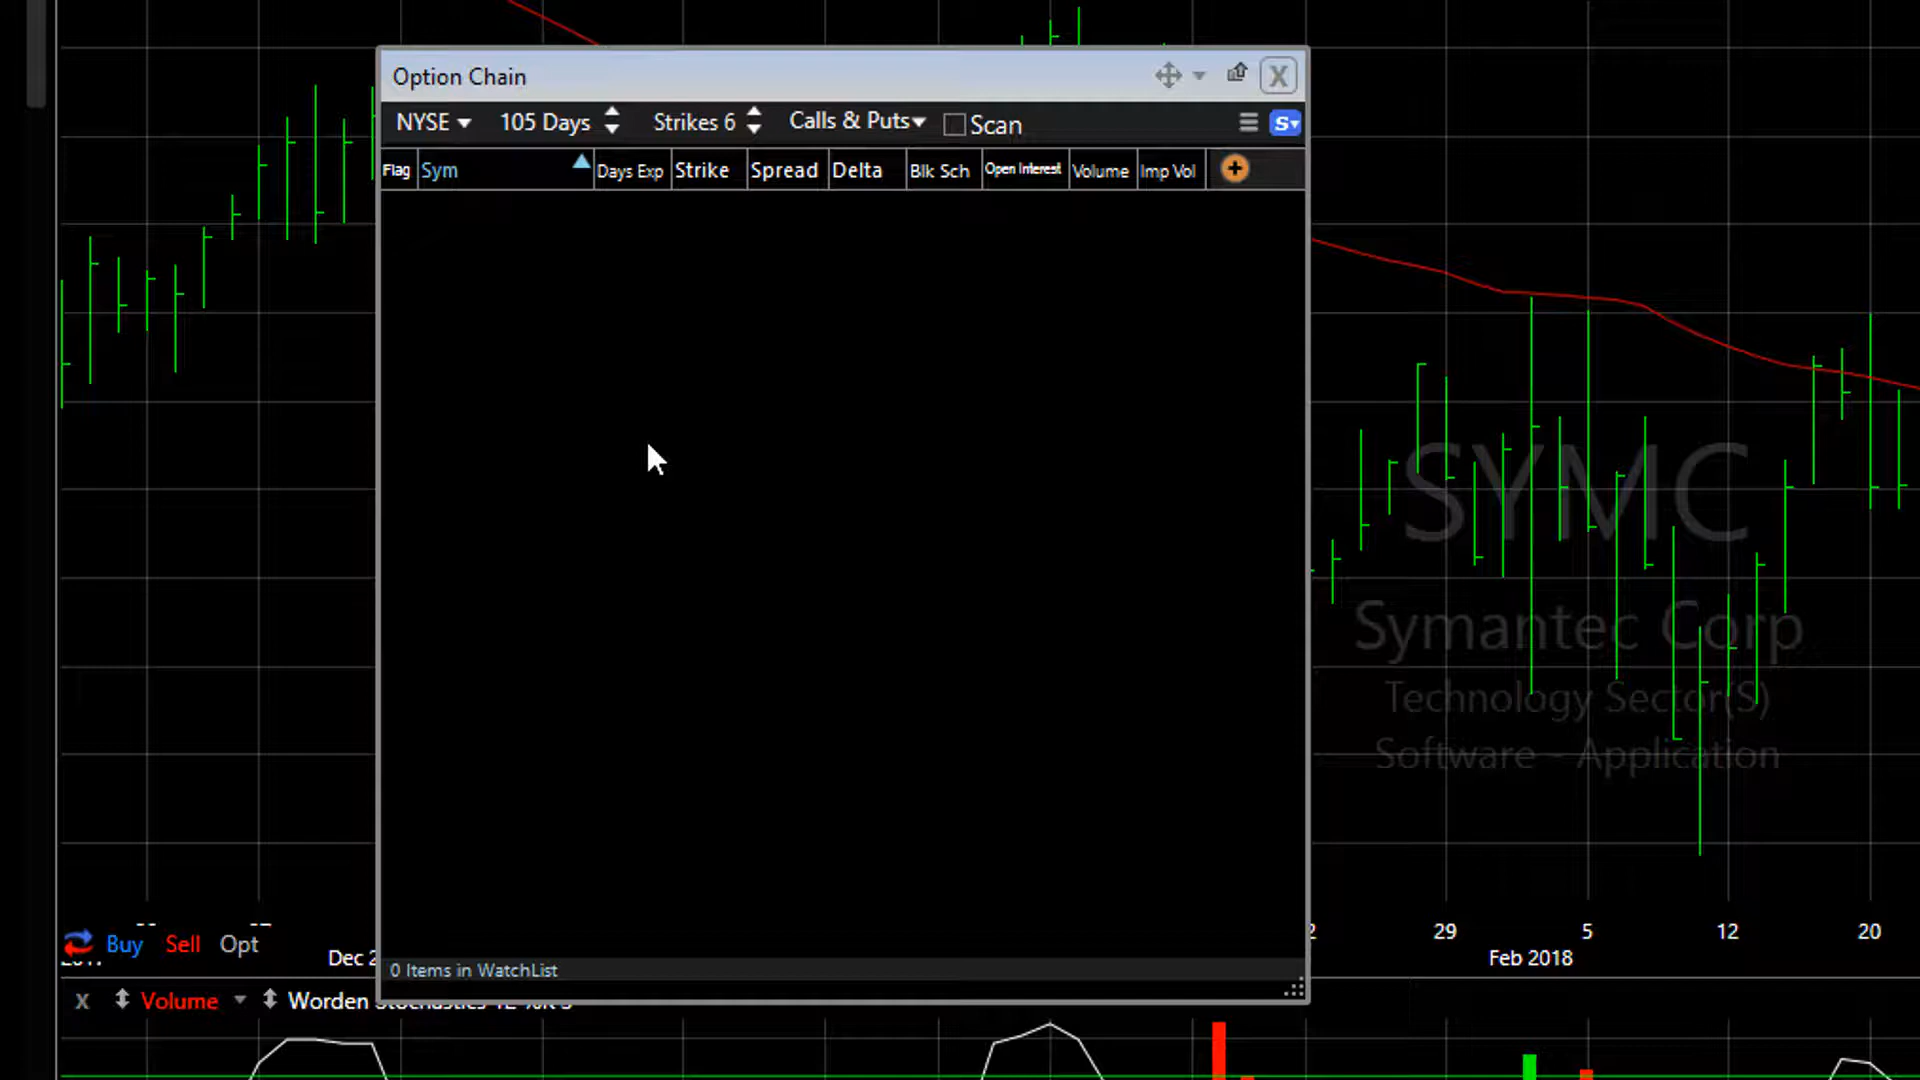 Option Chain
X
NYSE 105 Days Strikes 6 Calls & Puts Scan
S
Flag Sym Days Exp Strike Spread Delta Blk Sch Open Interest Volume Imp Vol
SYMC
Symantec Corp
Technology Sector(S)
Software - Application
Buy Sell Opt
29 5 12 20
Dec 2
Feb 2018
0 Items in WatchList
X Volume Worden